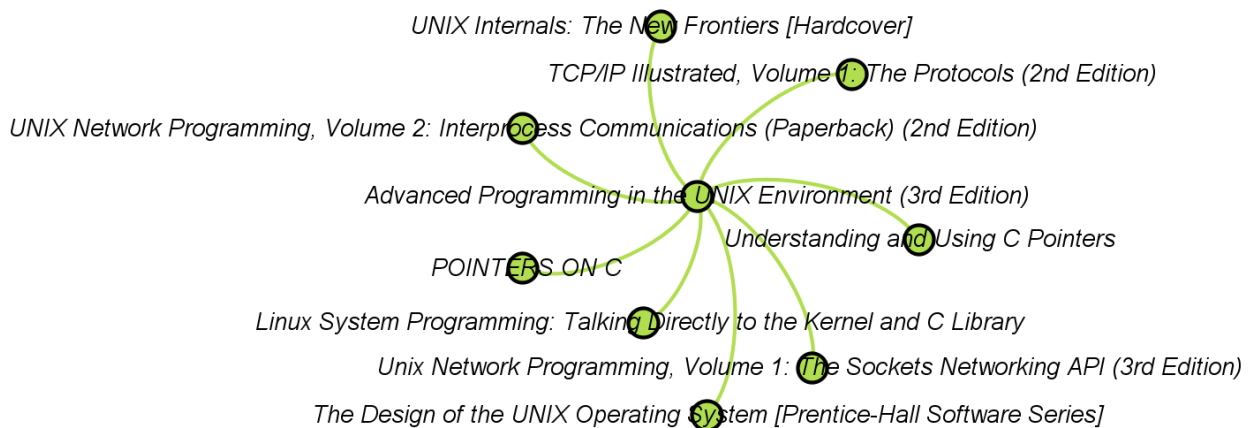 UNIX Internals: The New Frontiers [Hardcover]
TCP/IP Illustrated, Volume 1: The Protocols (2nd Edition)
UNIX Network Programming, Volume 2: Interprocess Communications (Paperback) (2nd Edition)
Advanced Programming in the UNIX Environment (3rd Edition)
Understanding and Using C Pointers
POINTERS ON C
Linux System Programming: Talking Directly to the Kernel and C Library
Unix Network Programming, Volume 1: The Sockets Networking API (3rd Edition)
The Design of the UNIX Operating System [Prentice-Hall Software Series]